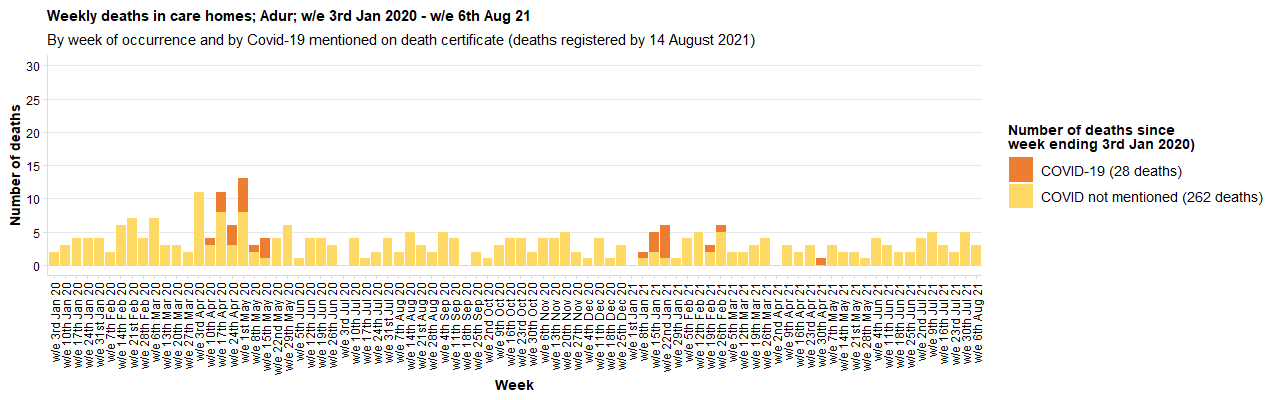 Weekly deaths in care homes; Adur; w/e 3rd Jan 2020 - w/e 6th Aug 21
By week of occurrence and by Covid-19 mentioned on death certificate (deaths registered by 14 August 2021)
Number of deaths
30
25
20
15
10
5
0
w/e 3rd Jan 20
w/e 10th Jan 20
w/e 17th Jan 20
w/e 24th Jan 20
w/e 31st Jan 20
w/e 7th Feb 20
w/e 14th Feb 20
w/e 21st Feb 20
w/e 28th Feb 20
w/e 6th Mar 20
w/e 13th Mar 20
w/e 20th Mar 20
w/e 27th Mar 20
w/e 3rd Apr 20
w/e 10th Apr 20
w/e 17th Apr 20
w/e 24th Apr 20
w/e 1st May 20
w/e 8th May 20
w/e 15th May 20
w/e 22nd May 20
w/e 29th May 20
w/e 5th Jun 20
w/e 12th Jun 20
w/e 19th Jun 20
w/e 26th Jun 20
w/e 3rd Jul 20
w/e 10th Jul 20
w/e 17th Jul 20
w/e 24th Jul 20
w/e 31st Jul 20
w/e 7th Aug 20
w/e 14th Aug 20
w/e 21st Aug 20
w/e 28th Aug 20
w/e 4th Sep 20
w/e 11th Sep 20
w/e 18th Sep 20
w/e 25th Sep 20
w/e 2nd Oct 20
w/e 9th Oct 20
w/e 16th Oct 20
w/e 23rd Oct 20
w/e 30th Oct 20
w/e 6th Nov 20
w/e 13th Nov 20
w/e 20th Nov 20
w/e 27th Nov 20
w/e 4th Dec 20
w/e 11th Dec 20
w/e 18th Dec 20
w/e 25th Dec 20
w/e 1st Jan 21
w/e 8th Jan 21
w/e 15th Jan 21
w/e 22nd Jan 21
w/e 29th Jan 21
w/e 5th Feb 21
w/e 12th Feb 21
w/e 19th Feb 21
w/e 26th Feb 21
w/e 5th Mar 21
w/e 12th Mar 21
w/e 19th Mar 21
w/e 26th Mar 21
w/e 2nd Apr 21
w/e 9th Apr 21
w/e 16th Apr 21
w/e 23rd Apr 21
w/e 30th Apr 21
w/e 7th May 21
w/e 14th May 21
w/e 21st May 21
w/e 28th May 21
w/e 4th Jun 21
w/e 11th Jun 21
w/e 18th Jun 21
w/e 25th Jun 21
w/e 2nd Jul 21
w/e 9th Jul 21
w/e 16th Jul 21
w/e 23rd Jul 21
w/e 30th Jul 21
w/e 6th Aug 21
Week
Number of deaths since
week ending 3rd Jan 2020)
COVID-19 (28 deaths)
COVID not mentioned (262 deaths)